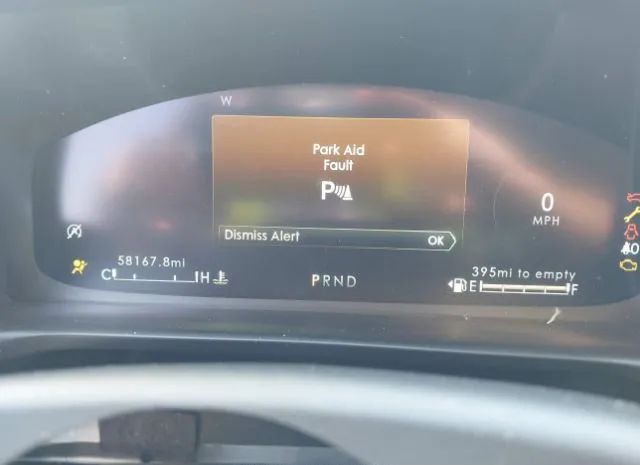 W
Park Aid
Fault
P
0
MPH
Dismiss Alert OK
58167.8mi
C H
PRND
395mi to empty
E F